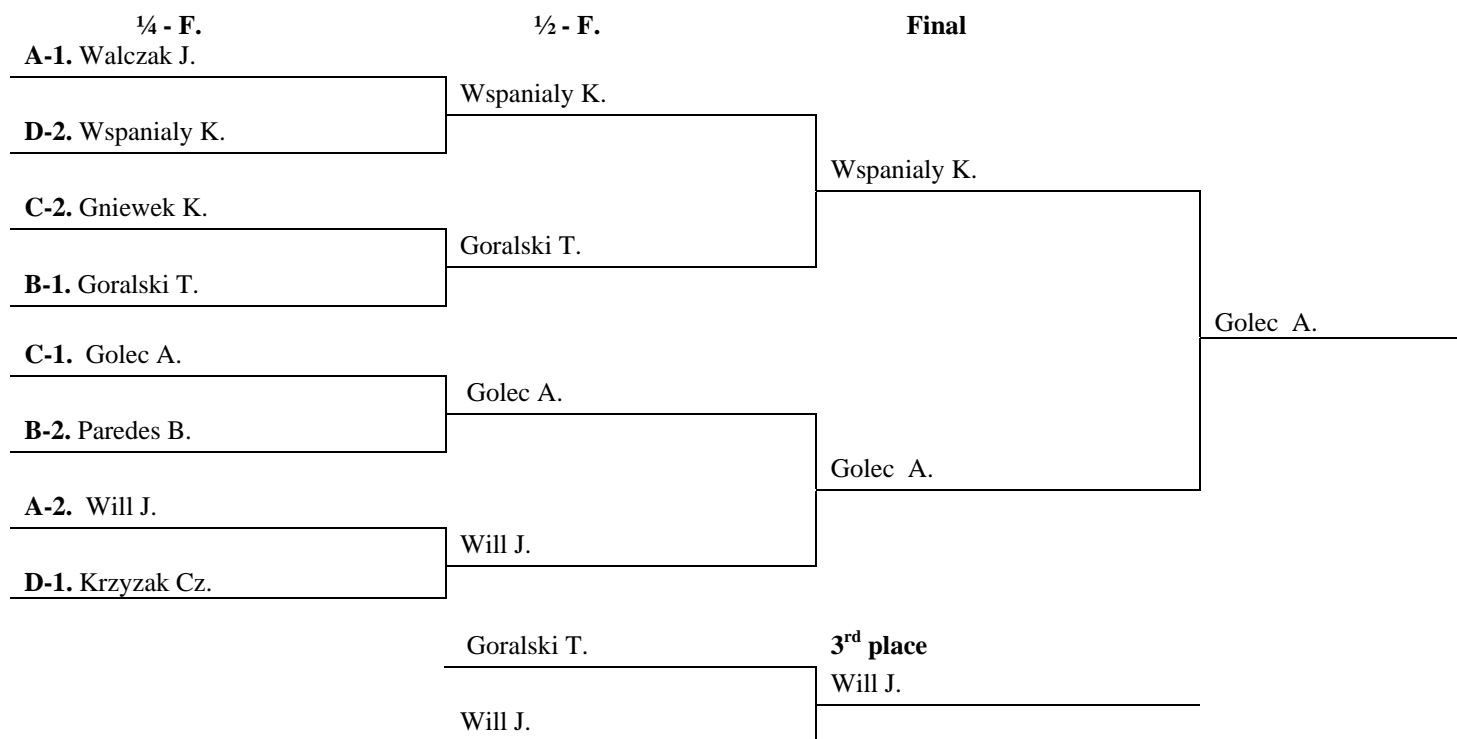 ¼ - F. ½ - F. Final
A-1. Walczak J.
Wspanialy K.
D-2. Wspanialy K.
Wspanialy K.
C-2. Gniewek K.
Goralski T.
B-1. Goralski T.
Golec A.
C-1. Golec A.
Golec A.
B-2. Paredes B.
Golec A.
A-2. Will J.
Will J.
D-1. Krzyzak Cz.
Goralski T. 3rd place
Will J.
Will J.